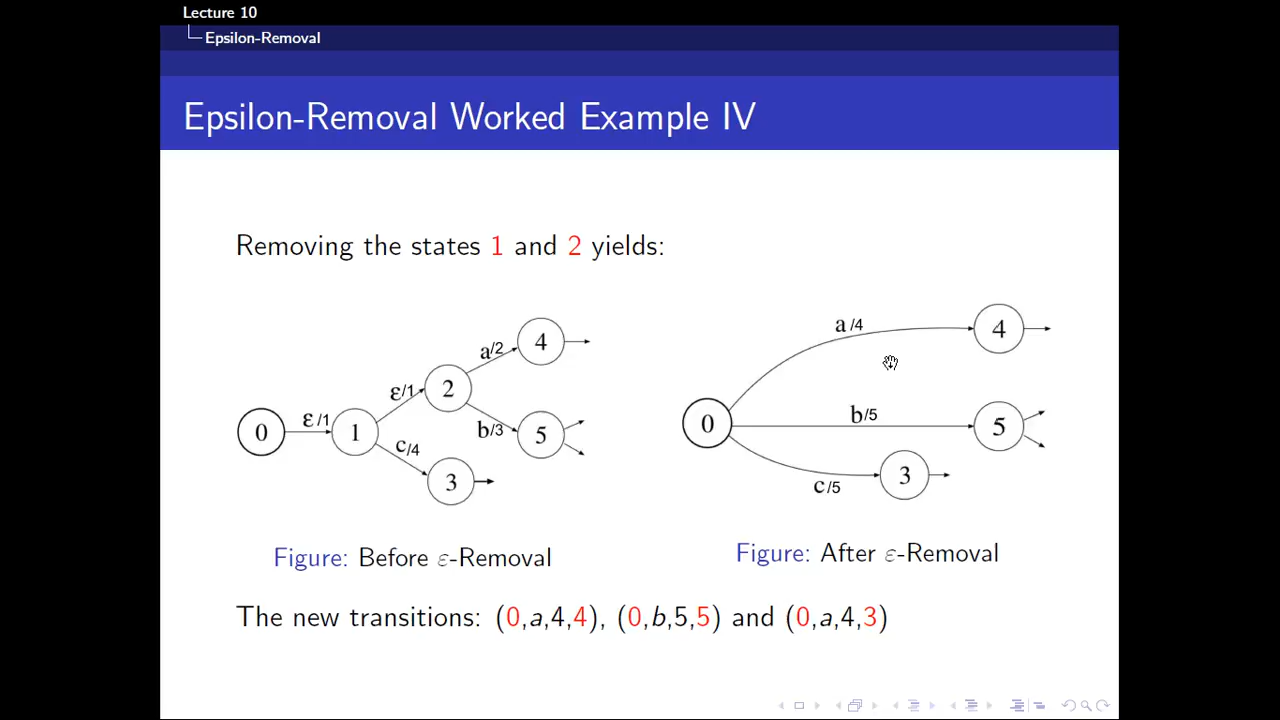 Lecture 10
Epsilon-Removal
Epsilon-Removal Worked Example IV
Removing the states 1 and 2 yields:
0
ε/1
1
ε/1
2
a/2
4
b/3
5
c/4
3
0
a/4
4
b/5
5
c/5
3
Figure: Before ε-Removal
Figure: After ε-Removal
The new transitions: (0,a,4,4), (0,b,5,5) and (0,a,4,3)